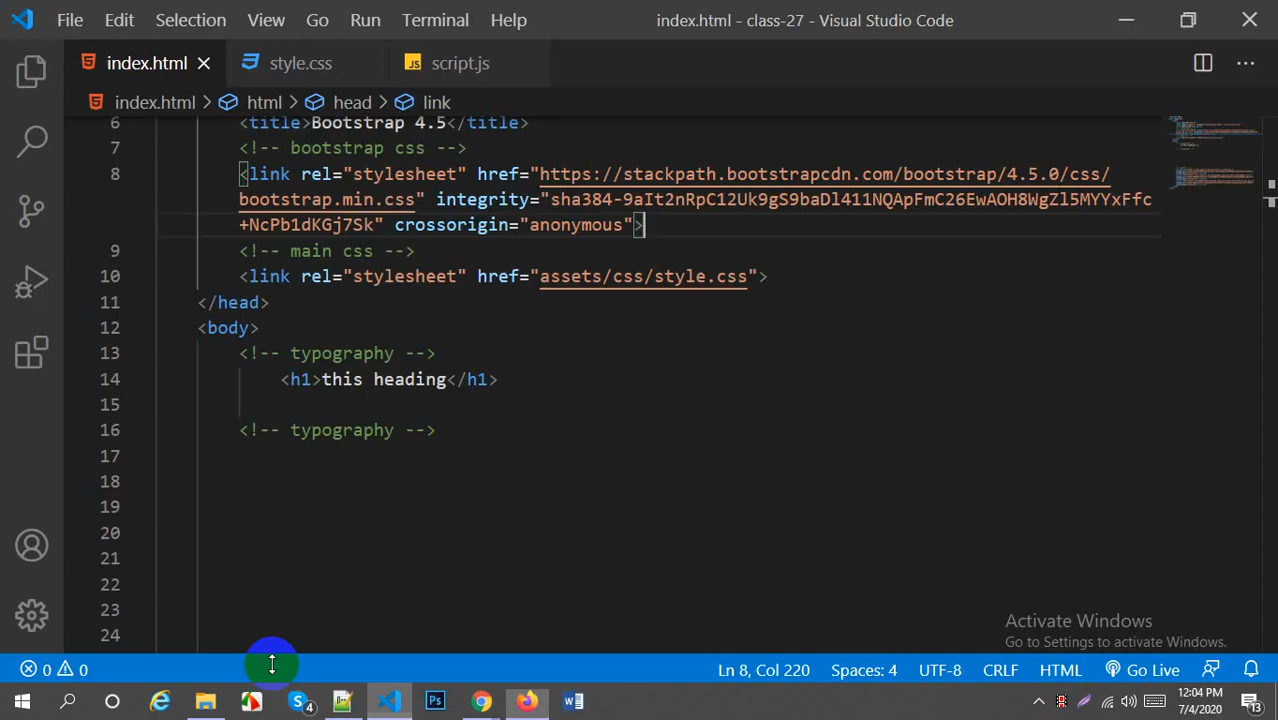 File Edit Selection View Go Run Terminal Help index.html - class-27 - Visual Studio Code
index.html style.css script.js
index.html > html > head > link
6 <title>Bootstrap 4.5</title>
7 <!-- bootstrap css -->
8 <link rel="stylesheet" href="https://stackpath.bootstrapcdn.com/bootstrap/4.5.0/css/
bootstrap.min.css" integrity="sha384-9aIt2nRpC12Uk9gS9baDl411NQApFmC26EwAOH8WgZl5MYYxFfc
+NcPb1dKGj7Sk" crossorigin="anonymous">
9 <!-- main css -->
10 <link rel="stylesheet" href="assets/css/style.css">
11 </head>
12 <body>
13 <!-- typography -->
14 <h1>this heading</h1>
15
16 <!-- typography -->
17
18
19
20
21
22
23
24
Activate Windows
Go to Settings to activate Windows.
0 0 Ln 8, Col 220 Spaces: 4 UTF-8 CRLF HTML Go Live
4 Ps 12:04 PM
7/4/2020 13